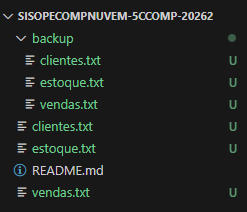 SISOPECOMPNUVEM-5CCOMP-20262
backup
clientes.txt U
estoque.txt U
vendas.txt U
clientes.txt U
estoque.txt U
README.md
vendas.txt U